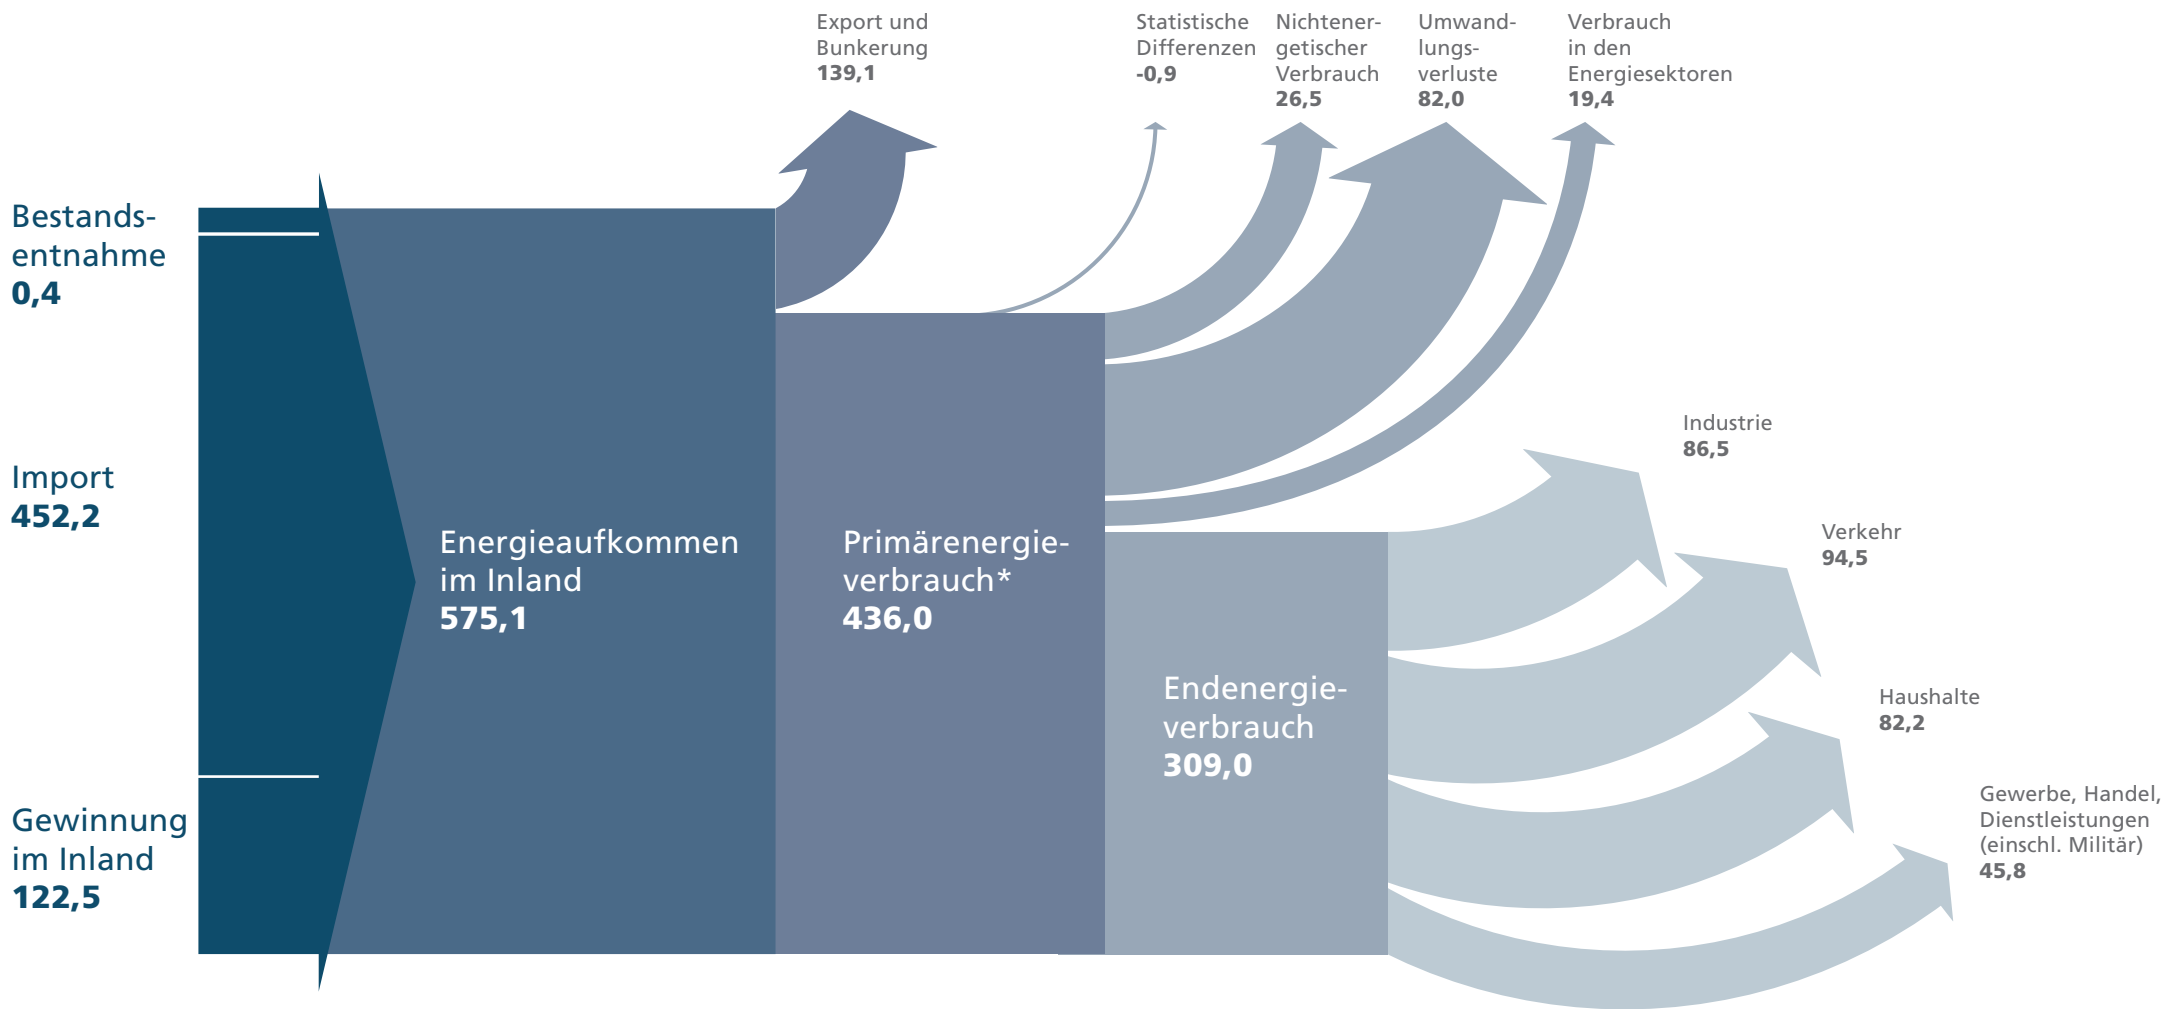 Export und
Bunkerung
139,1
Statistische
Differenzen
-0,9
Nichtener-
getischer
Verbrauch
26,5
Umwand-
lungs-
verluste
82,0
Verbrauch
in den
Energiesektoren
19,4
Bestands-
entnahme
0,4
Import
452,2
Gewinnung
im Inland
122,5
Energieaufkommen
im Inland
575,1
Primärenergie-
verbrauch*
436,0
Endenergie-
verbrauch
309,0
Industrie
86,5
Verkehr
94,5
Haushalte
82,2
Gewerbe, Handel,
Dienstleistungen
(einschl. Militär)
45,8